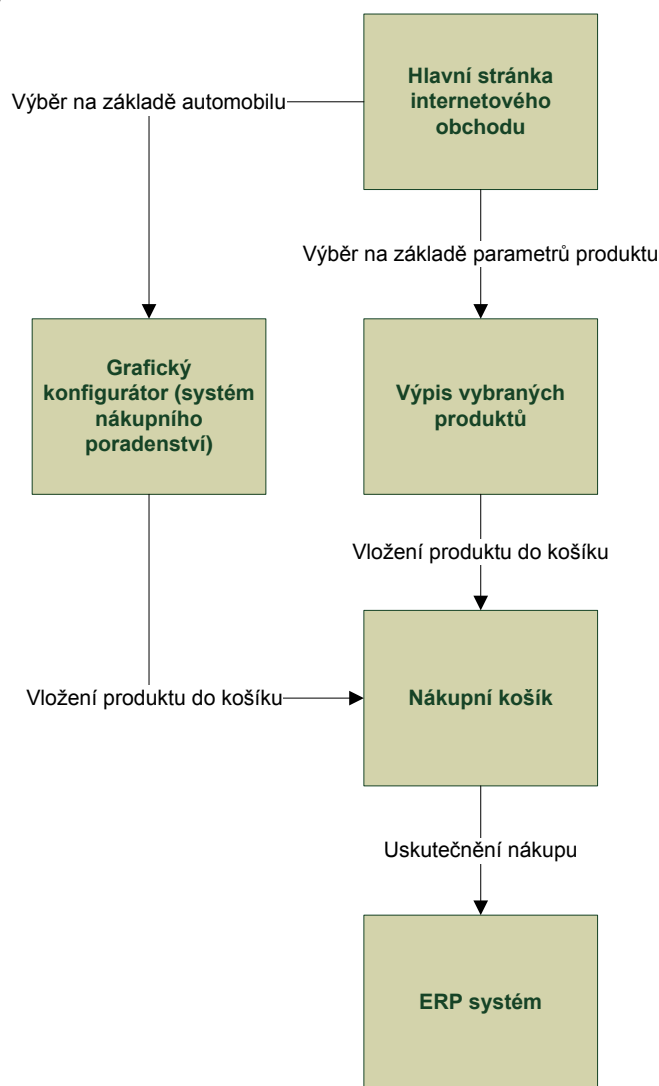 Hlavní stránka
internetového
obchodu
Výběr na základě automobilu
Výběr na základě parametrů produktu
Grafický
konfigurátor (systém
nákupního
poradenství)
Výpis vybraných
produktů
Vložení produktu do košíku
Vložení produktu do košíku
Nákupní košík
Uskutečnění nákupu
ERP systém